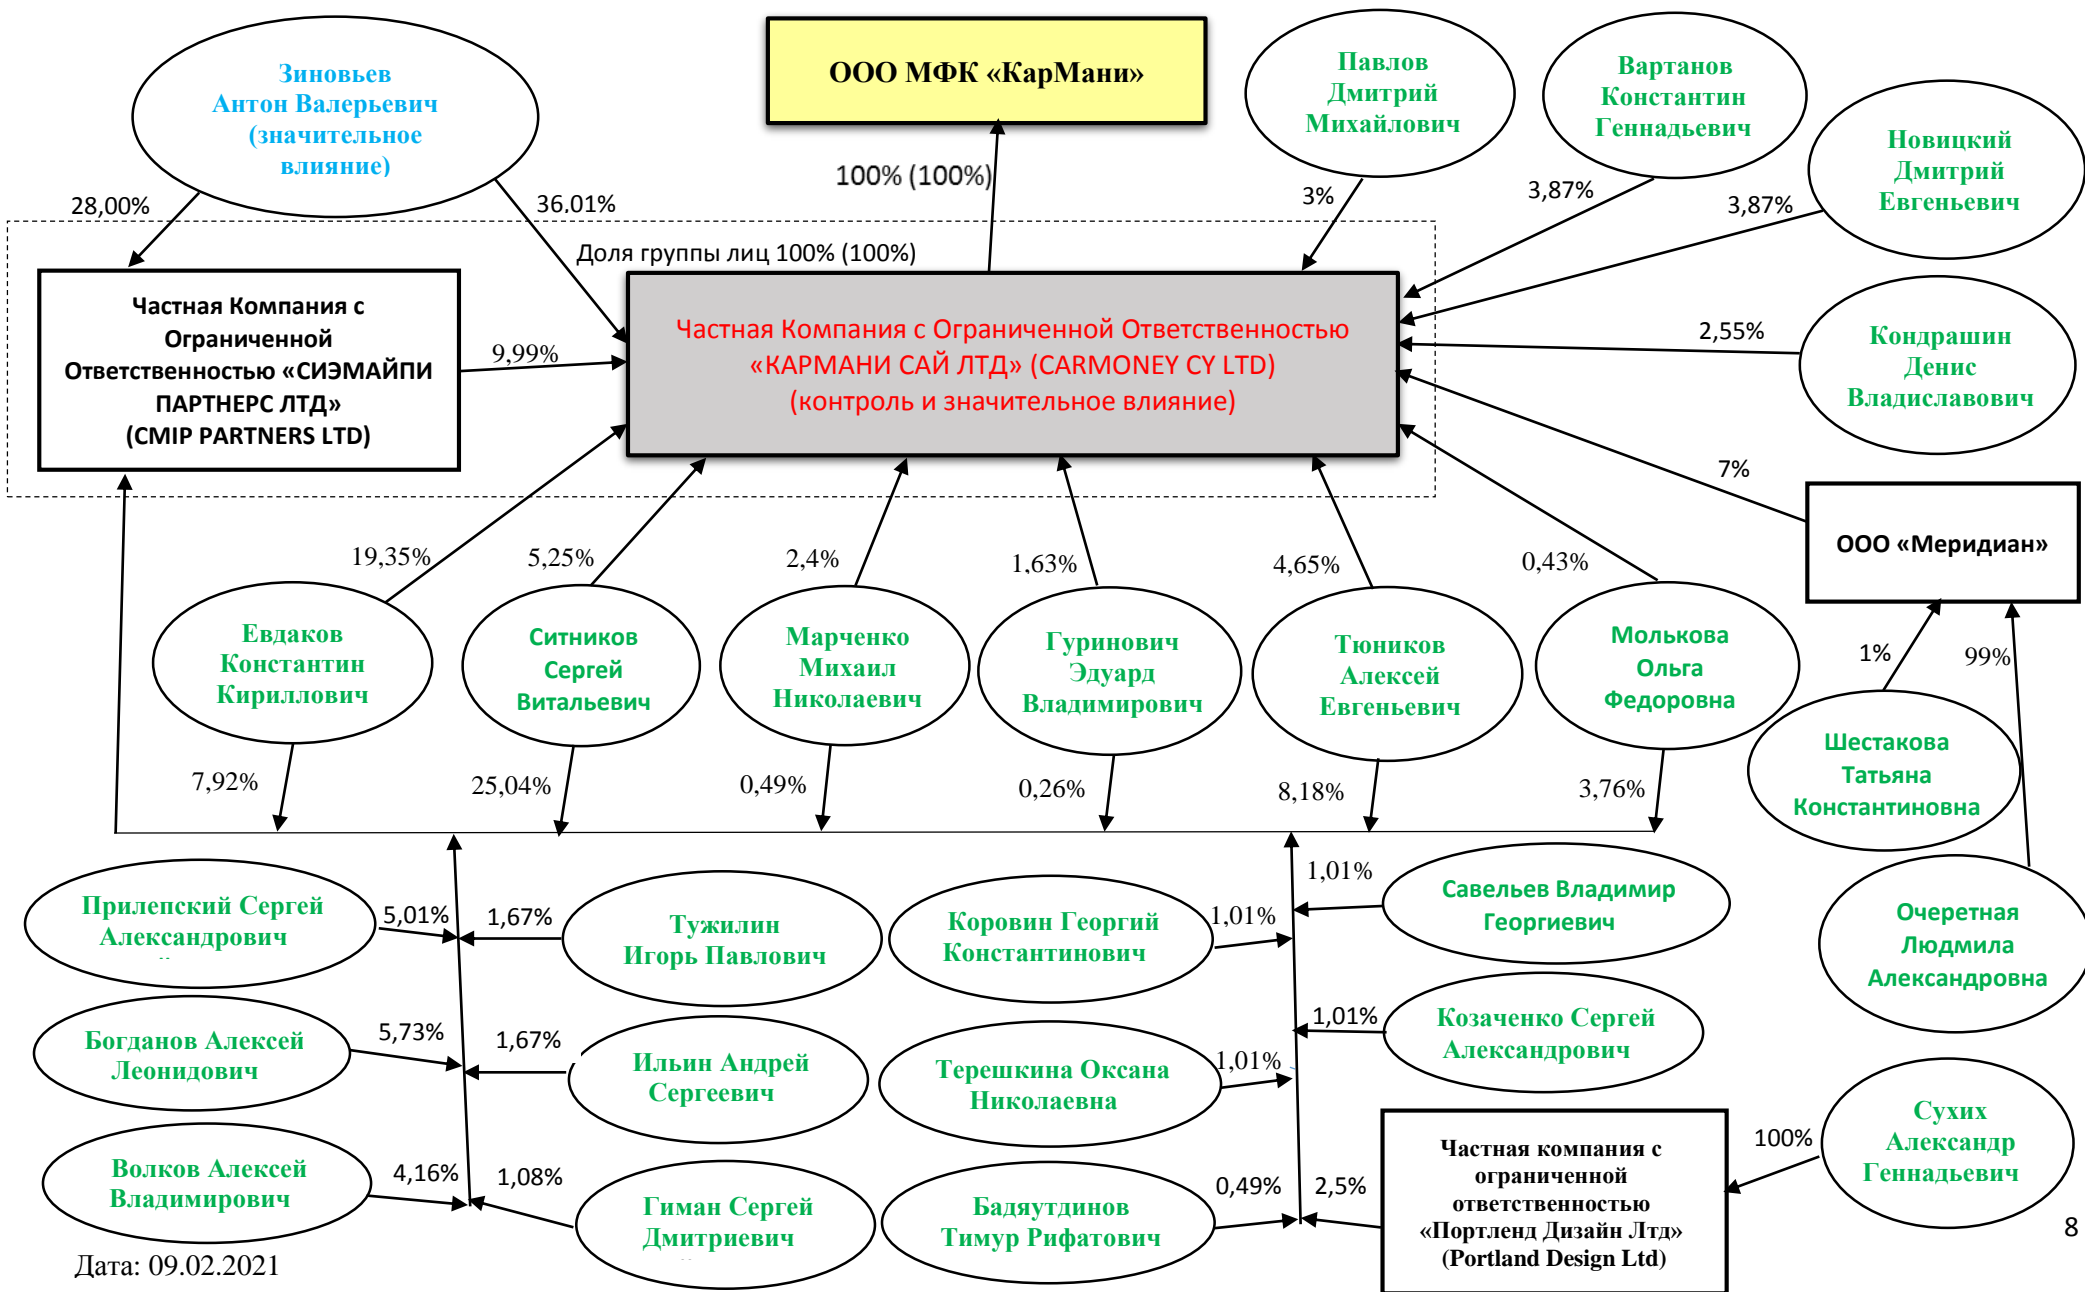 Зиновьев
Антон Валерьевич
(значительное
влияние)
ООО МФК «КарМани»
Павлов
Дмитрий
Михайлович
Вартанов
Константин
Геннадьевич
Новицкий
Дмитрий
Евгеньевич
28,00%
36,01%
100% (100%)
3%
3,87%
3,87%
Доля группы лиц 100% (100%)
Частная Компания с
Ограниченной
Ответственностью «СИЭМАЙПИ
ПАРТНЕРС ЛТД»
(CMIP PARTNERS LTD)
9,99%
Частная Компания с Ограниченной Ответственностью
«КАРМАНИ САЙ ЛТД» (CARMONEY CY LTD)
(контроль и значительное влияние)
2,55%
Кондрашин
Денис
Владиславович
7%
ООО «Меридиан»
19,35%
5,25%
2,4%
1,63%
4,65%
0,43%
Евдаков
Константин
Кириллович
Ситников
Сергей
Витальевич
Марченко
Михаил
Николаевич
Гуринович
Эдуард
Владимирович
Тюников
Алексей
Евгеньевич
Молькова
Ольга
Федоровна
1%
99%
Шестакова
Татьяна
Константиновна
7,92%
25,04%
0,49%
0,26%
8,18%
3,76%
Прилепский Сергей
Александрович
5,01%
1,67%
Тужилин
Игорь Павлович
Коровин Георгий
Константинович
1,01%
1,01%
Савельев Владимир
Георгиевич
Очеретная
Людмила
Александровна
Богданов Алексей
Леонидович
5,73%
1,67%
Ильин Андрей
Сергеевич
Терешкина Оксана
Николаевна
1,01%
1,01%
Козаченко Сергей
Александрович
Волков Алексей
Владимирович
4,16%
1,08%
Гиман Сергей
Дмитриевич
Бадяутдинов
Тимур Рифатович
0,49%
2,5%
Частная компания с
ограниченной
ответственностью
«Портленд Дизайн Лтд»
(Portland Design Ltd)
100%
Сухих
Александр
Геннадьевич
8
Дата: 09.02.2021